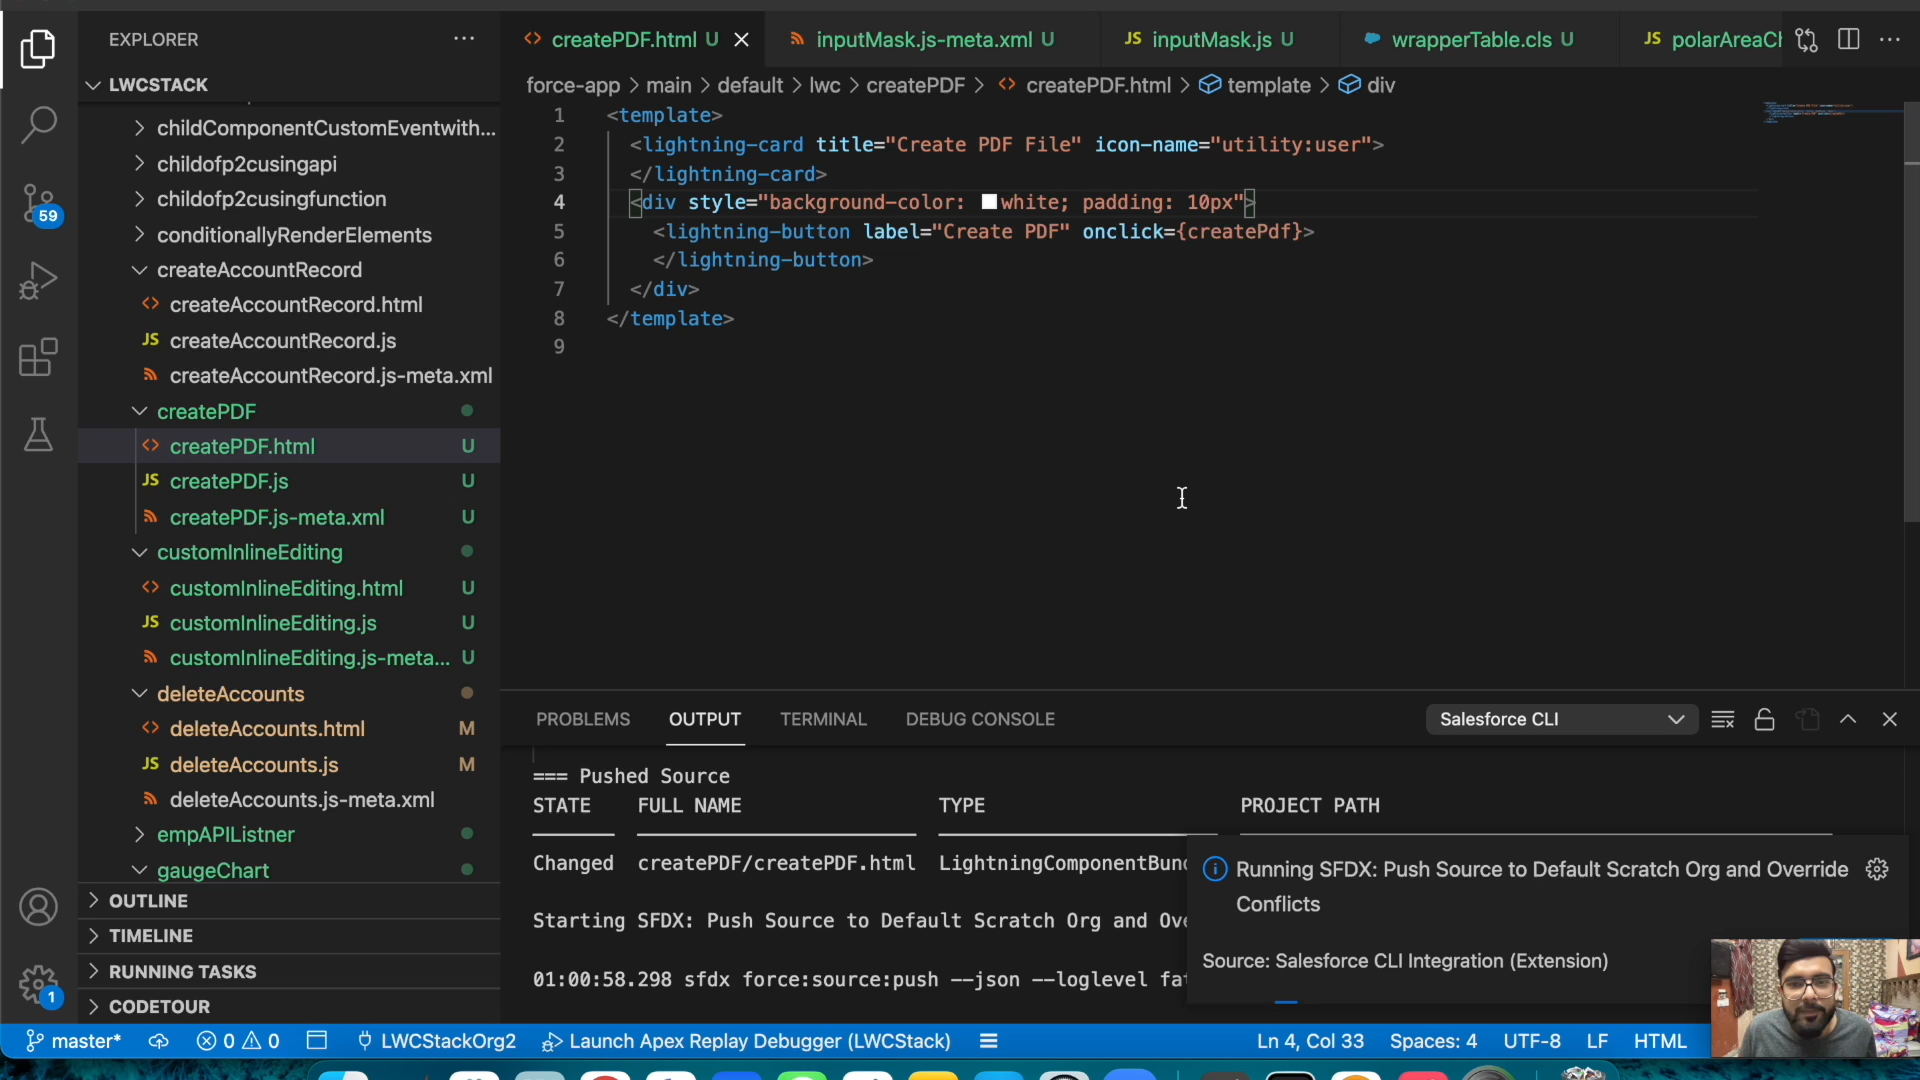 EXPLORER
LWCSTACK
childComponentCustomEventwith...
childofp2cusingapi
childofp2cusingfunction
conditionallyRenderElements
createAccountRecord
createAccountRecord.html
JS createAccountRecord.js
createAccountRecord.js-meta.xml
createPDF
createPDF.html U
JS createPDF.js U
createPDF.js-meta.xml U
customInlineEditing
customInlineEditing.html U
JS customInlineEditing.js U
customInlineEditing.js-meta... U
deleteAccounts
deleteAccounts.html M
JS deleteAccounts.js M
deleteAccounts.js-meta.xml
empAPIListner
gaugeChart
OUTLINE
TIMELINE
RUNNING TASKS
CODETOUR
59
1
createPDF.html U
inputMask.js-meta.xml U
JS inputMask.js U
wrapperTable.cls U
JS polarAreaCh
force-app > main > default > lwc > createPDF > createPDF.html > template > div
1 <template>
2 <lightning-card title="Create PDF File" icon-name="utility:user">
3 </lightning-card>
4 <div style="background-color: white; padding: 10px">
5 <lightning-button label="Create PDF" onclick={createPdf}>
6 </lightning-button>
7 </div>
8 </template>
9
PROBLEMS OUTPUT TERMINAL DEBUG CONSOLE
Salesforce CLI
=== Pushed Source
STATE FULL NAME TYPE PROJECT PATH
Changed createPDF/createPDF.html LightningComponentBund
Starting SFDX: Push Source to Default Scratch Org and Ove
01:00:58.298 sfdx force:source:push --json --loglevel fat
Running SFDX: Push Source to Default Scratch Org and Override
Conflicts
Source: Salesforce CLI Integration (Extension)
master* 0 0 LWCStackOrg2 Launch Apex Replay Debugger (LWCStack) Ln 4, Col 33 Spaces: 4 UTF-8 LF HTML